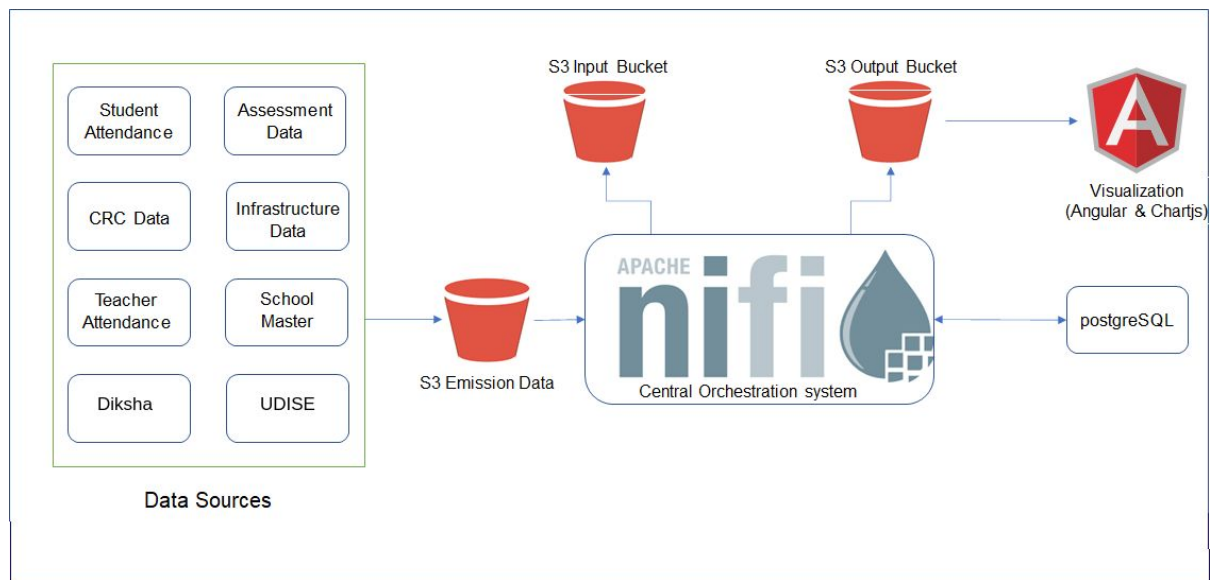 Student
Attendance
Assessment
Data
CRC Data
Infrastructure
Data
Teacher
Attendance
School
Master
Diksha
UDISE
Data Sources
S3 Emission Data
S3 Input Bucket
S3 Output Bucket
APACHE
nifi
Central Orchestration system
A
Visualization
(Angular & Chartjs)
postgreSQL